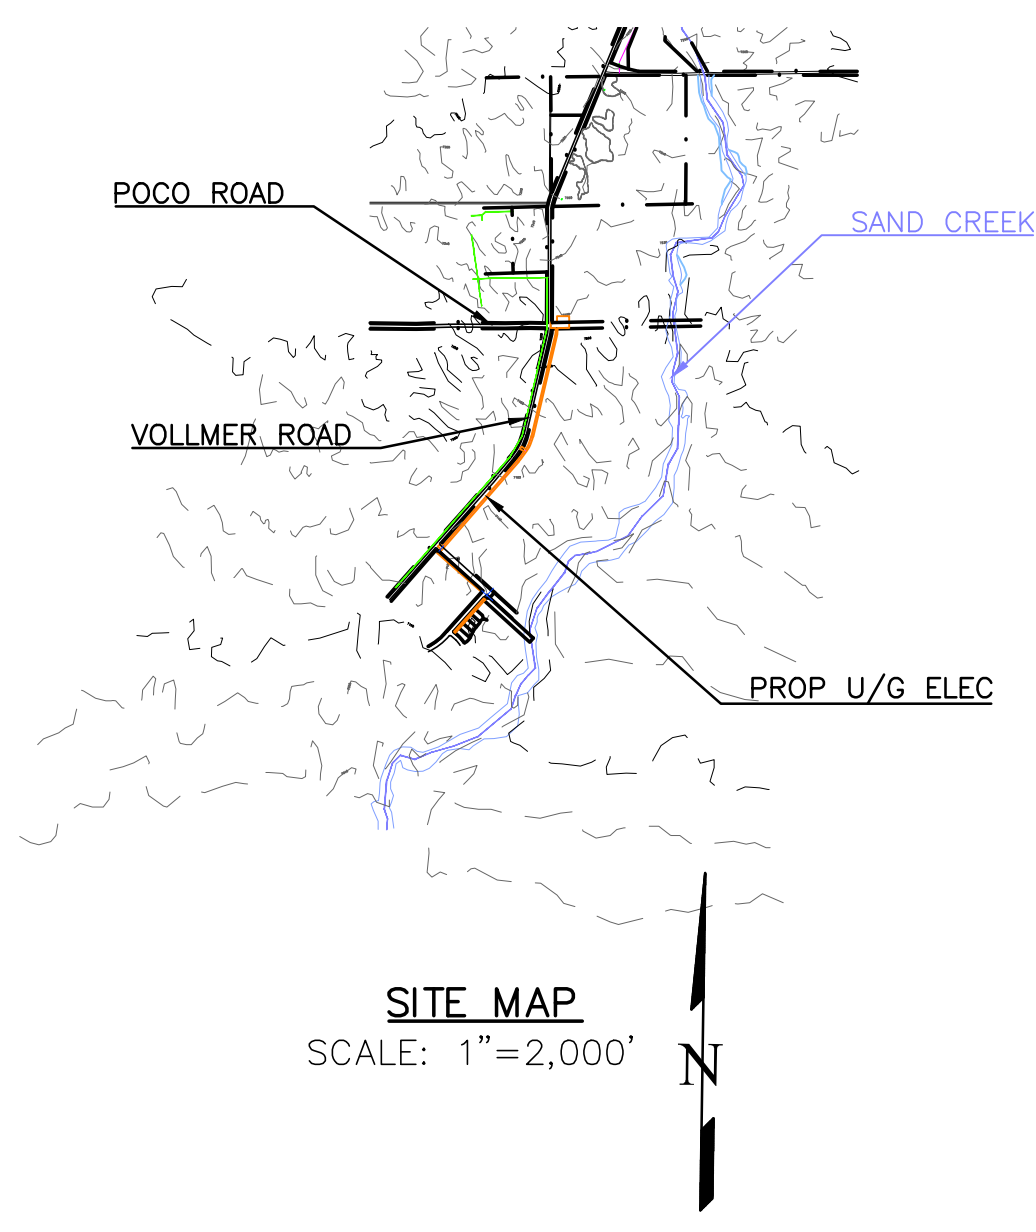 POCO ROAD
SAND CREEK
VOLLMER ROAD
PROP U/G ELEC
SITE MAP
SCALE: 1"=2,000'
N